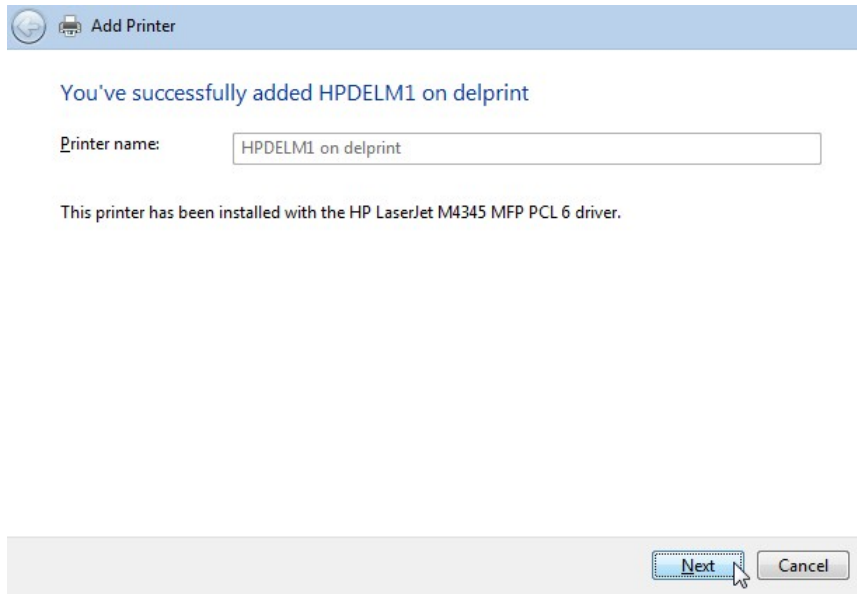 Add Printer
You've successfully added HPDELM1 on delprint
Printer name: HPDELM1 on delprint
This printer has been installed with the HP LaserJet M4345 MFP PCL 6 driver.
Next Cancel